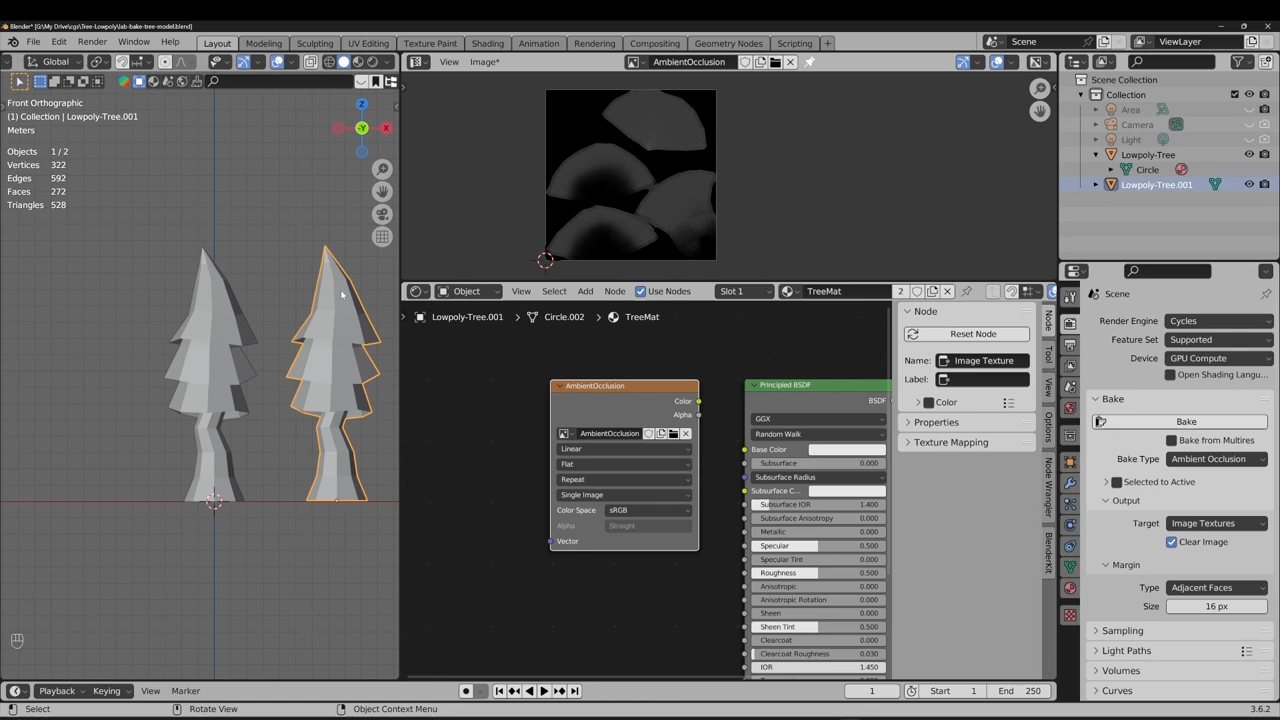 Blender* [G:\My Drive\cgs\Tree-Lowpoly\lab-bake-tree-model.blend]
File Edit Render Window Help Layout Modeling Sculpting UV Editing Texture Paint Shading Animation Rendering Compositing Geometry Nodes Scripting + Scene ViewLayer
Global View Image* AmbientOcclusion
Front Orthographic
(1) Collection | Lowpoly-Tree.001
Meters
Objects 1 / 2
Vertices 322
Edges 592
Faces 272
Triangles 528
Z
-Y
X
Scene Collection
Collection
Area
Camera
Light
Lowpoly-Tree
Circle
Lowpoly-Tree.001
Object View Select Add Node Use Nodes Slot 1 TreeMat 2
Lowpoly-Tree.001 > Circle.002 > TreeMat
AmbientOcclusion
Color
Alpha
AmbientOcclusion
Linear
Flat
Repeat
Single Image
Color Space sRGB
Alpha Straight
Vector
Principled BSDF
BSDF
GGX
Random Walk
Base Color
Subsurface 0.000
Subsurface Radius
Subsurface C...
Subsurface IOR 1.400
Subsurface Anisotropy 0.000
Metallic 0.000
Specular 0.500
Specular Tint 0.000
Roughness 0.500
Anisotropic 0.000
Anisotropic Rotation 0.000
Sheen 0.000
Sheen Tint 0.500
Clearcoat 0.000
Clearcoat Roughness 0.030
IOR 1.450
Node
Reset Node
Name: Image Texture
Label:
Color
Properties
Texture Mapping
Node
Tool
View
Options
Node Wrangler
BlenderKit
Scene
Render Engine Cycles
Feature Set Supported
Device GPU Compute
Open Shading Langu...
Bake
Bake
Bake from Multires
Bake Type Ambient Occlusion
Selected to Active
Output
Target Image Textures
Clear Image
Margin
Type Adjacent Faces
Size 16 px
Sampling
Light Paths
Volumes
Curves
Playback Keying View Marker 1 Start 1 End 250
Select Rotate View Object Context Menu 3.6.2